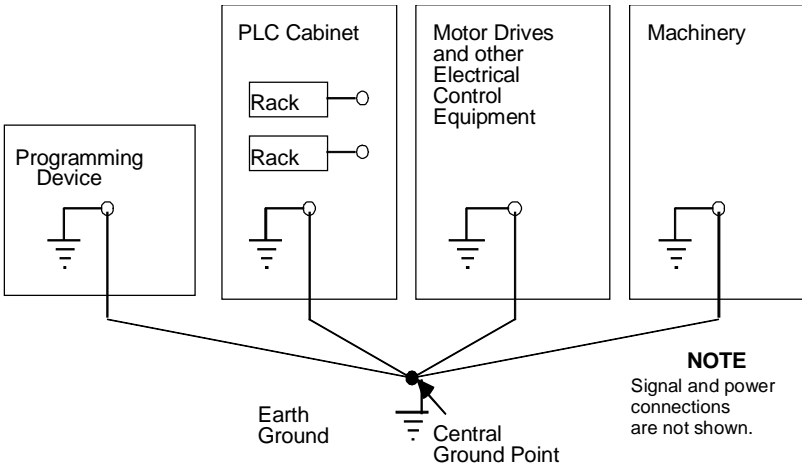 PLC Cabinet
Rack
Rack
Motor Drives
and other
Electrical
Control
Equipment
Machinery
Programming
Device
Earth
Ground
Central
Ground Point
NOTE
Signal and power
connections
are not shown.